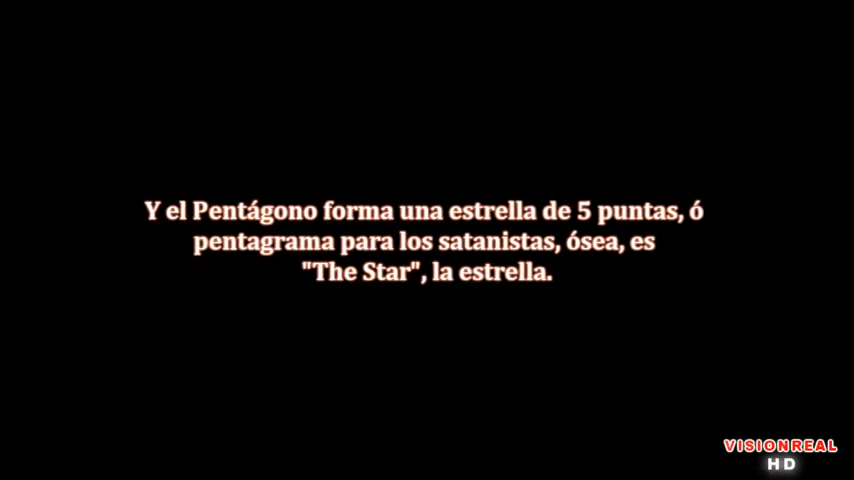 Y el Pentágono forma una estrella de 5 puntas, ó
pentagrama para los satanistas, ósea, es
"The Star", la estrella.
VISIONREAL
HD